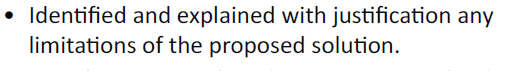 • Identified and explained with justification any
limitations of the proposed solution.